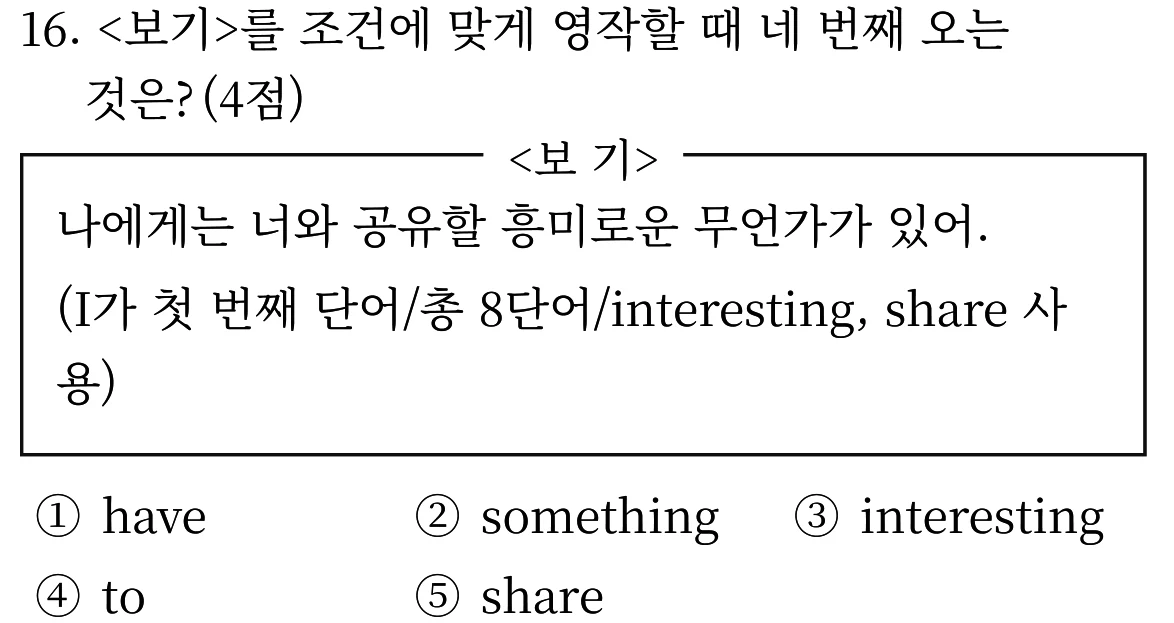 16. <보기>를 조건에 맞게 영작할 때 네 번째 오는
것은? (4점)
<보 기>
나에게는 너와 공유할 흥미로운 무언가가 있어.
(I가 첫 번째 단어/총 8단어/interesting, share 사
용)
① have ② something ③ interesting
④ to ⑤ share